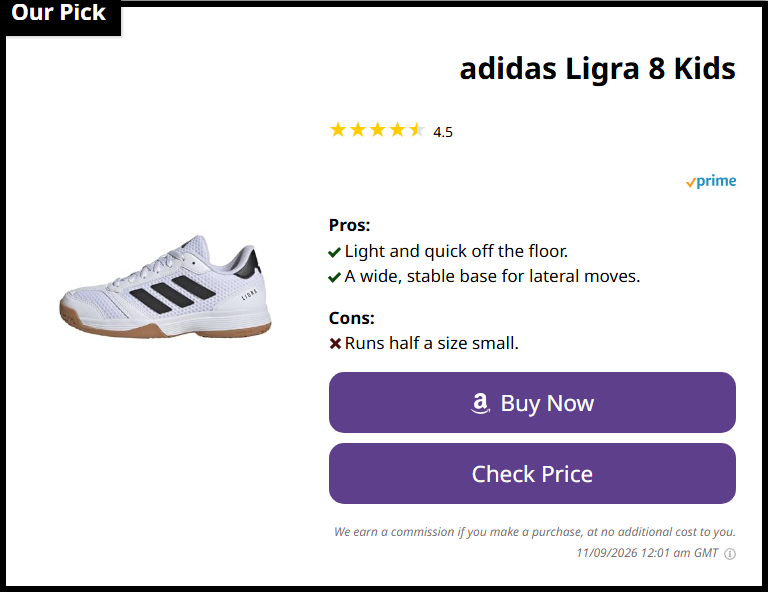 Our Pick
adidas Ligra 8 Kids
4.5
prime
Pros:
Light and quick off the floor.
A wide, stable base for lateral moves.
Cons:
Runs half a size small.
LIGRA
a Buy Now
Check Price
We earn a commission if you make a purchase, at no additional cost to you.
11/09/2026 12:01 am GMT